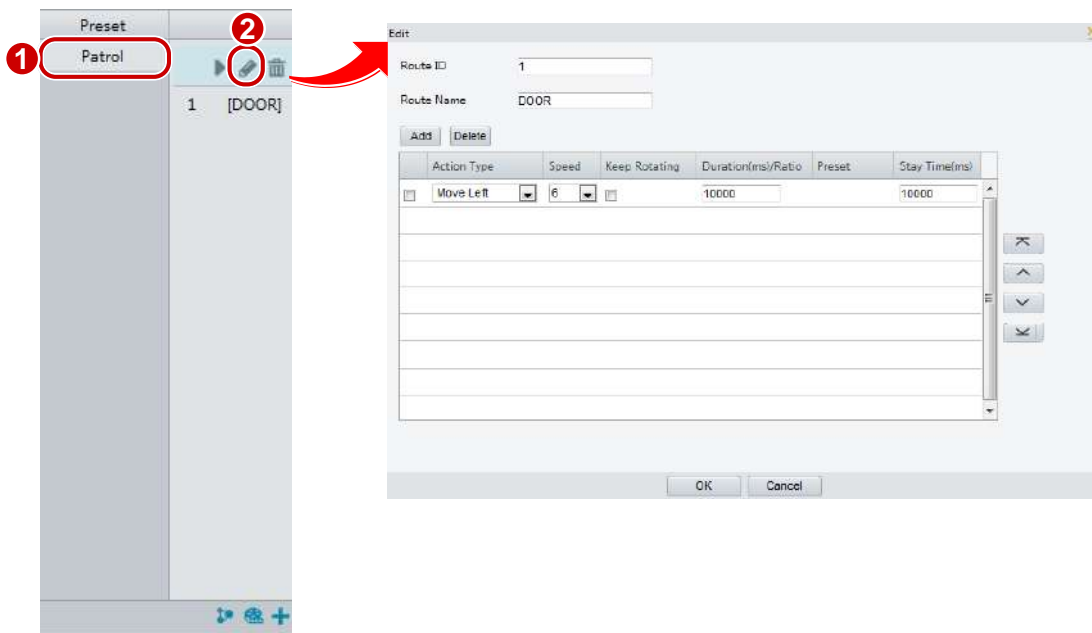 Preset
2
1
Patrol
1 [DOOR]
Edit
Route ID 1
Route Name DOOR
Add Delete
Action Type Speed Keep Rotating Duration(ms)/Ratio Preset Stay Time(ms)
Move Left 6 10000 10000
OK Cancel